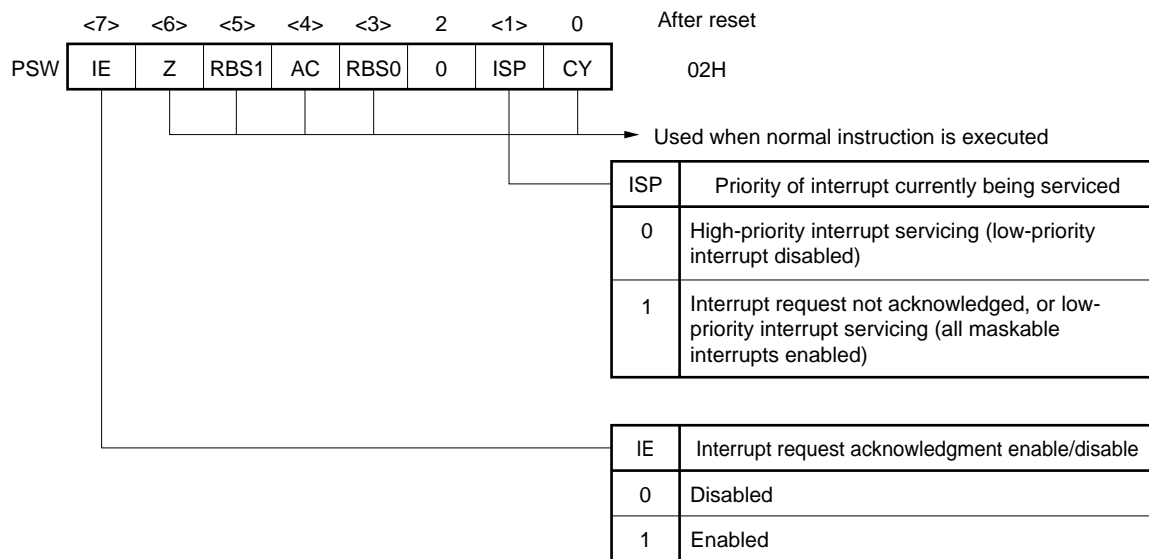 <7> <6> <5> <4> <3> 2 <1> 0 After reset
PSW IE Z RBS1 AC RBS0 0 ISP CY 02H
Used when normal instruction is executed
ISP Priority of interrupt currently being serviced
0 High-priority interrupt servicing (low-priority
interrupt disabled)
1 Interrupt request not acknowledged, or low-
priority interrupt servicing (all maskable
interrupts enabled)
IE Interrupt request acknowledgment enable/disable
0 Disabled
1 Enabled